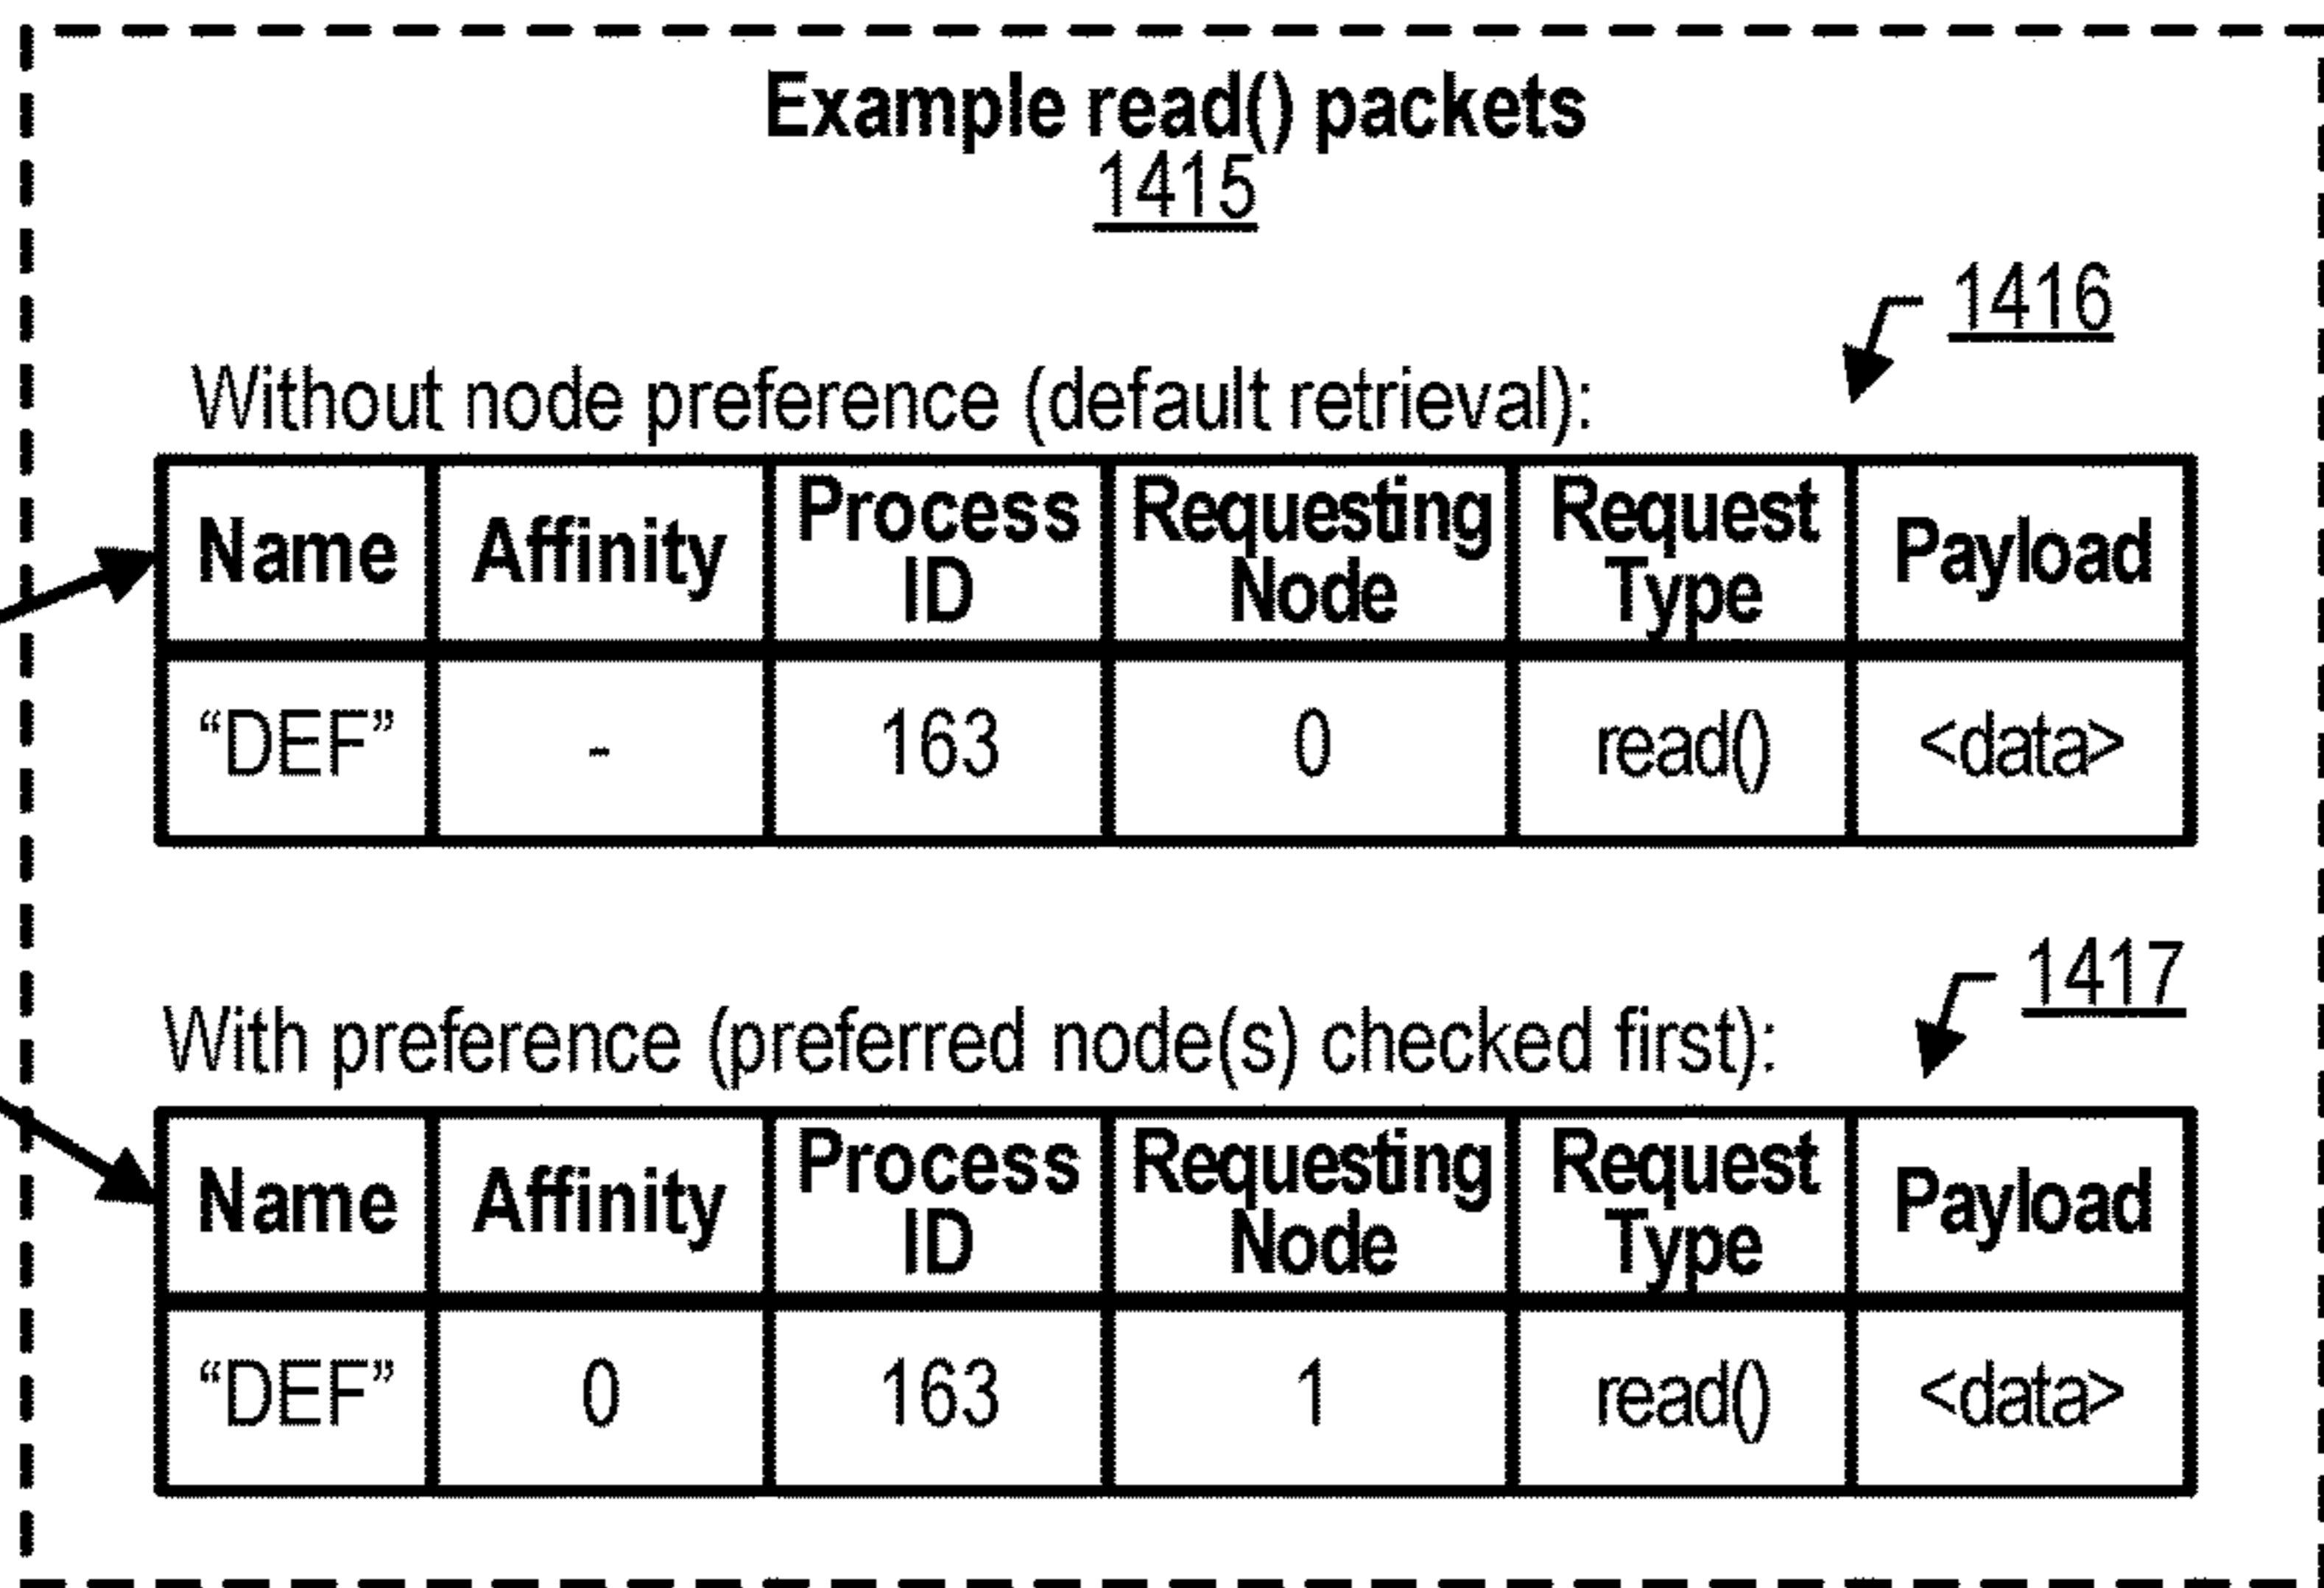 Example read() packets
1415
1416
Without node preference (default retrieval):
Name Affinity Process ID Requesting Node Request Type Payload
“DEF” - 163 0 read() <data>
1417
With preference (preferred node(s) checked first):
Name Affinity Process ID Requesting Node Request Type Payload
“DEF” 0 163 1 read() <data>